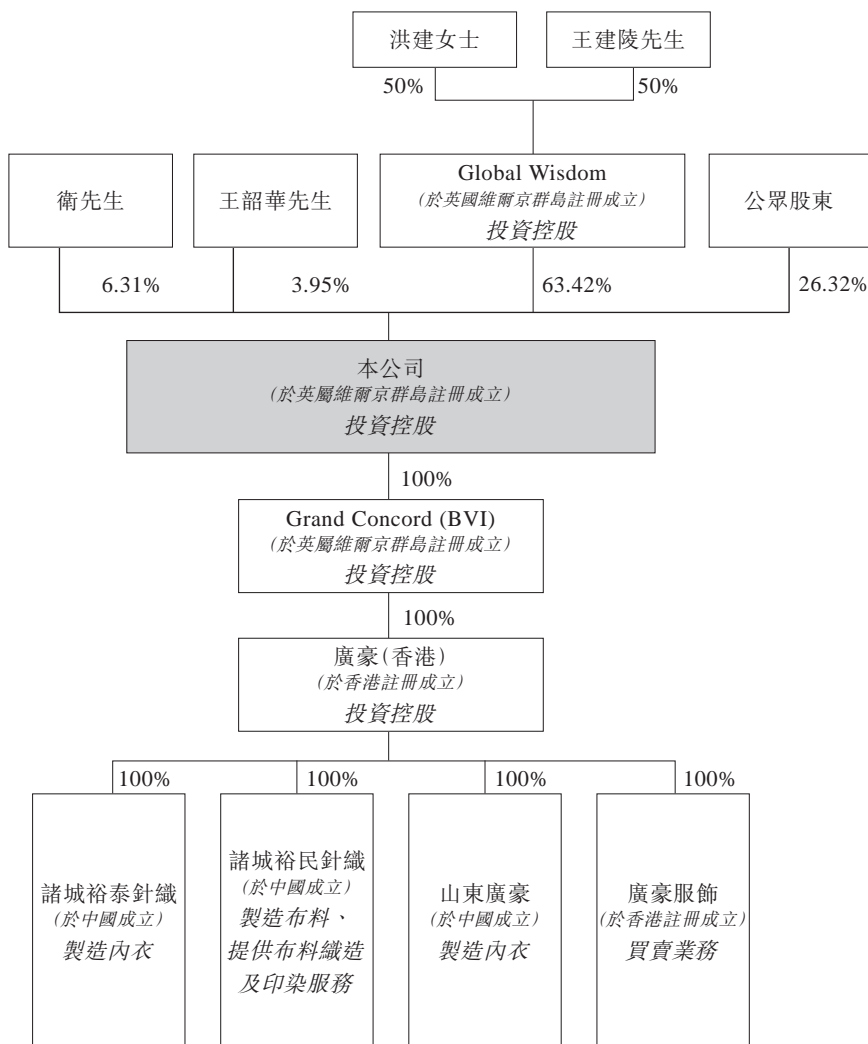 洪建女士
王建陵先生
50%
50%
衛先生
王韶華先生
Global Wisdom
(於英國維爾京群島註冊成立)
投資控股
公眾股東
6.31%
3.95%
63.42%
26.32%
本公司
(於英屬維爾京群島註冊成立)
投資控股
100%
Grand Concord (BVI)
(於英屬維爾京群島註冊成立)
投資控股
100%
廣豪(香港)
(於香港註冊成立)
投資控股
100%
100%
100%
100%
諸城裕泰針織
(於中國成立)
製造內衣
諸城裕民針織
(於中國成立)
製造布料、
提供布料織造
及印染服務
山東廣豪
(於中國成立)
製造內衣
廣豪服飾
(於香港註冊成立)
買賣業務